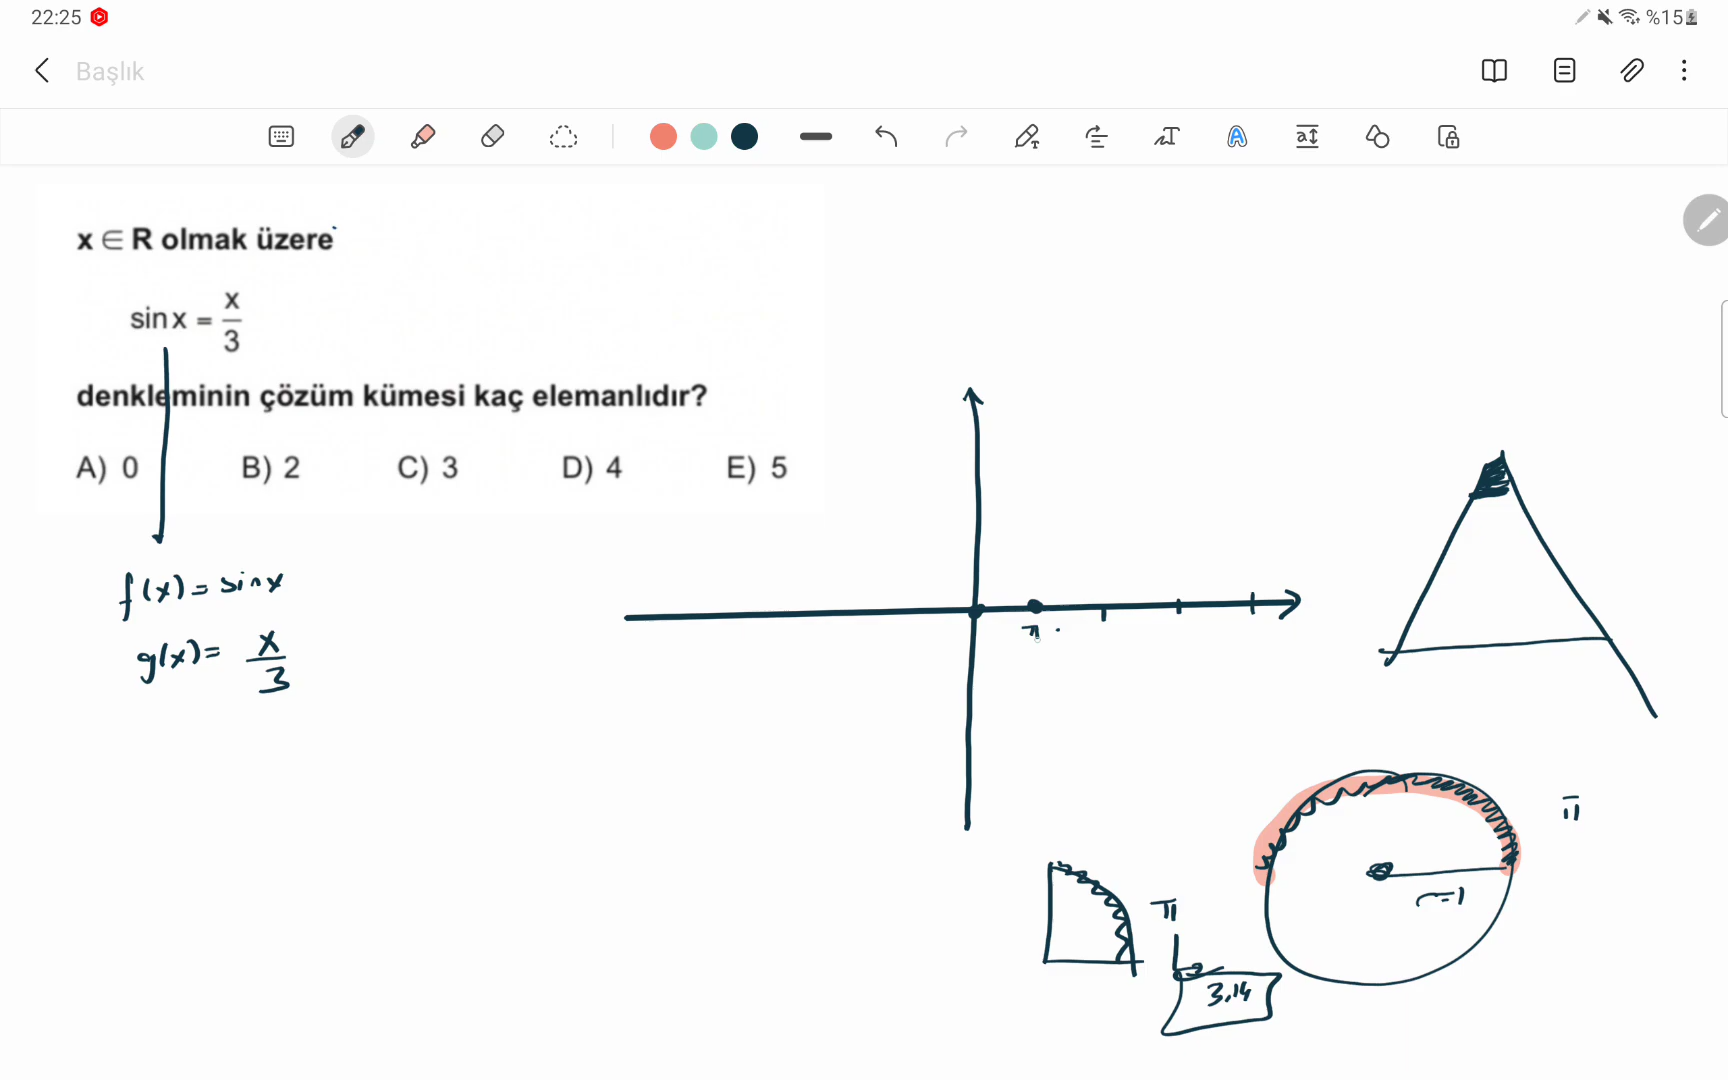 22:25
%15
Başlık
x ∈ R olmak üzere
sin x = x/3
denkleminin çözüm kümesi kaç elemanlıdır?
A) 0 B) 2 C) 3 D) 4 E) 5
f(x) = sinx
g(x) = x/3
π
r=1
π
3,14